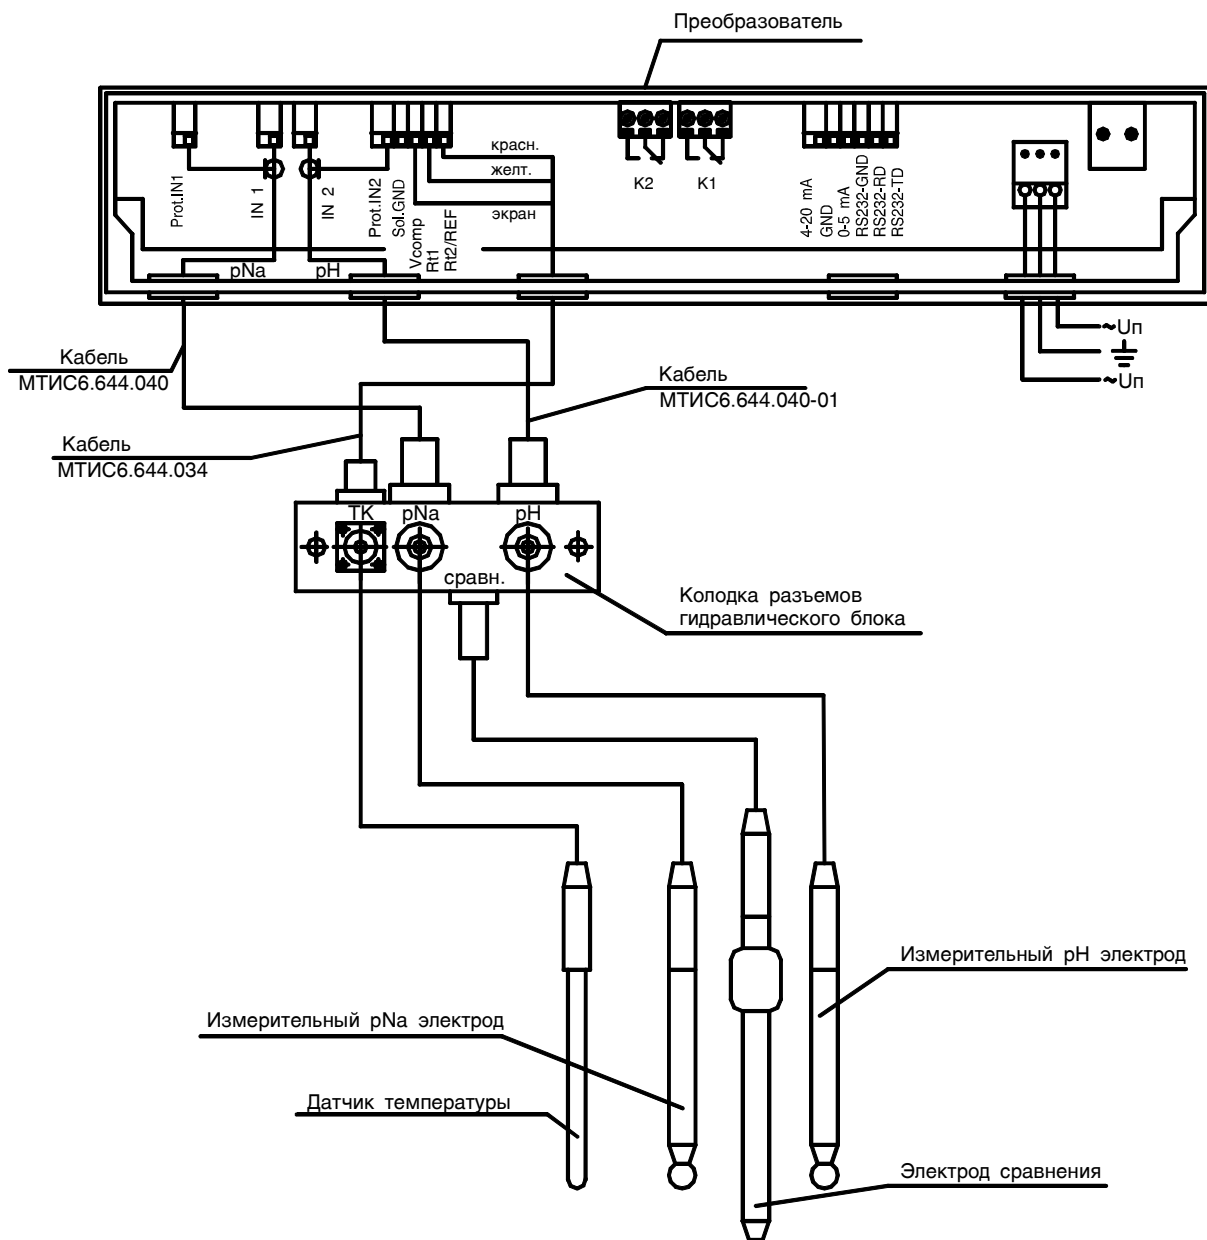 Преобразователь
красн.
желт.
экран
K2
K1
Prot.IN1
IN 1
IN 2
Prot.IN2
Sol.GND
Vcomp
Rt1
Rt2/REF
4-20 mA
GND
0-5 mA
RS232-GND
RS232-RD
RS232-TD
pNa
pH
~Uп
~Uп
Кабель
МТИС6.644.040
Кабель
МТИС6.644.040-01
Кабель
МТИС6.644.034
ТК
pNa
pH
сравн.
Колодка разъемов
гидравлического блока
Измерительный pH электрод
Измерительный pNa электрод
Датчик температуры
Электрод сравнения